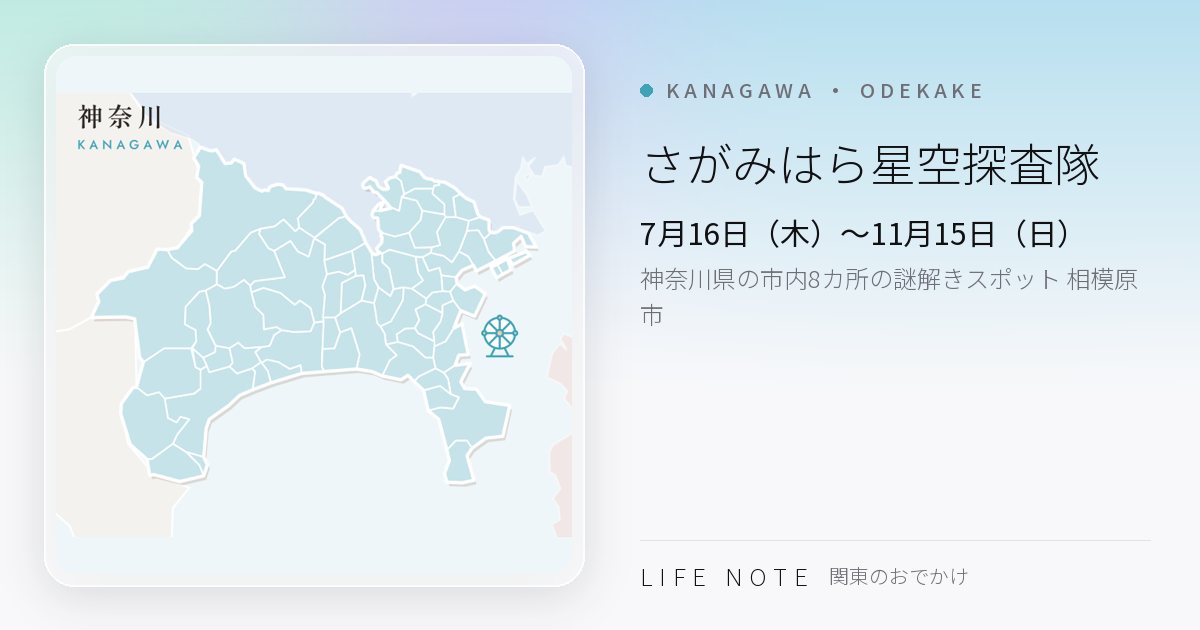 神奈川
KANAGAWA
KANAGAWA • ODEKAKE
さがみはら星空探査隊
7月16日（木）〜11月15日（日）
神奈川県の市内8カ所の謎解きスポット 相模原
市
LIFE NOTE 関東のおでかけ